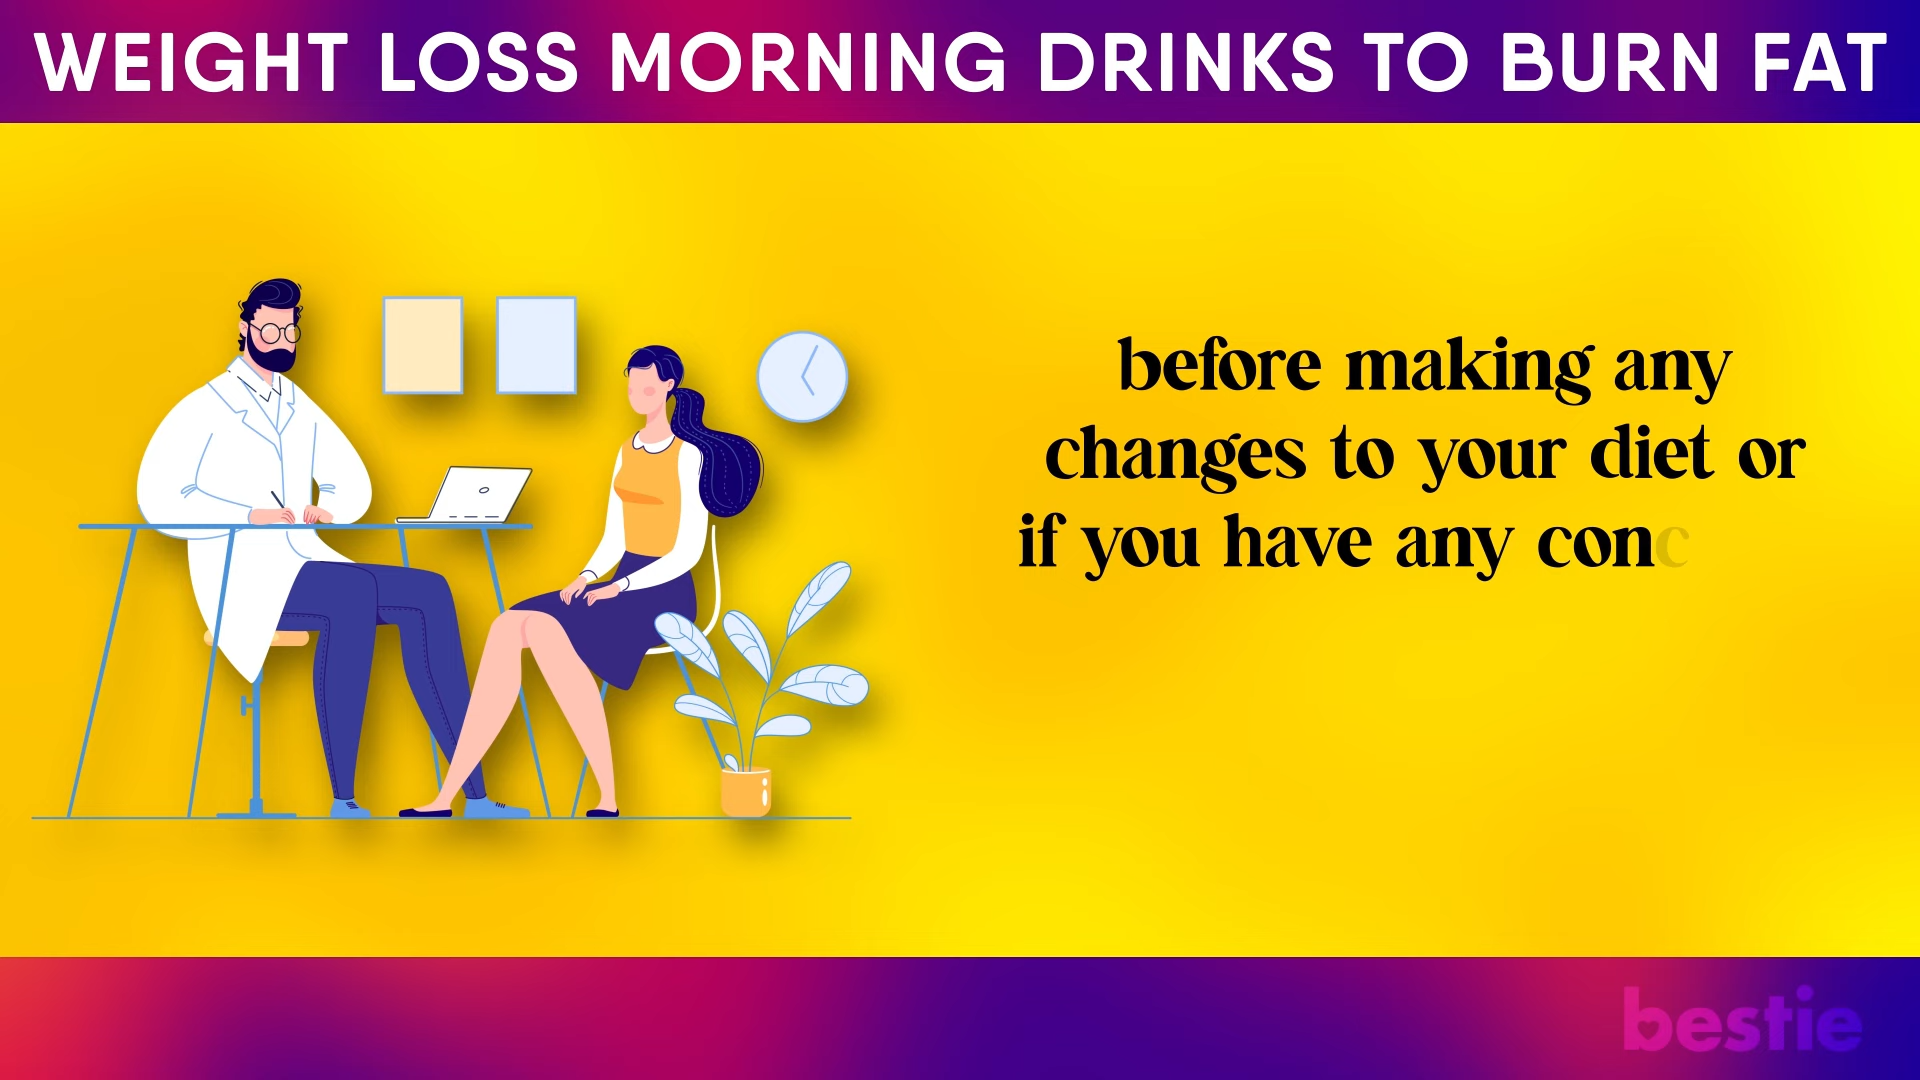 WEIGHT LOSS MORNING DRINKS TO BURN FAT
before making any
changes to your diet or
if you have any conc
bestie